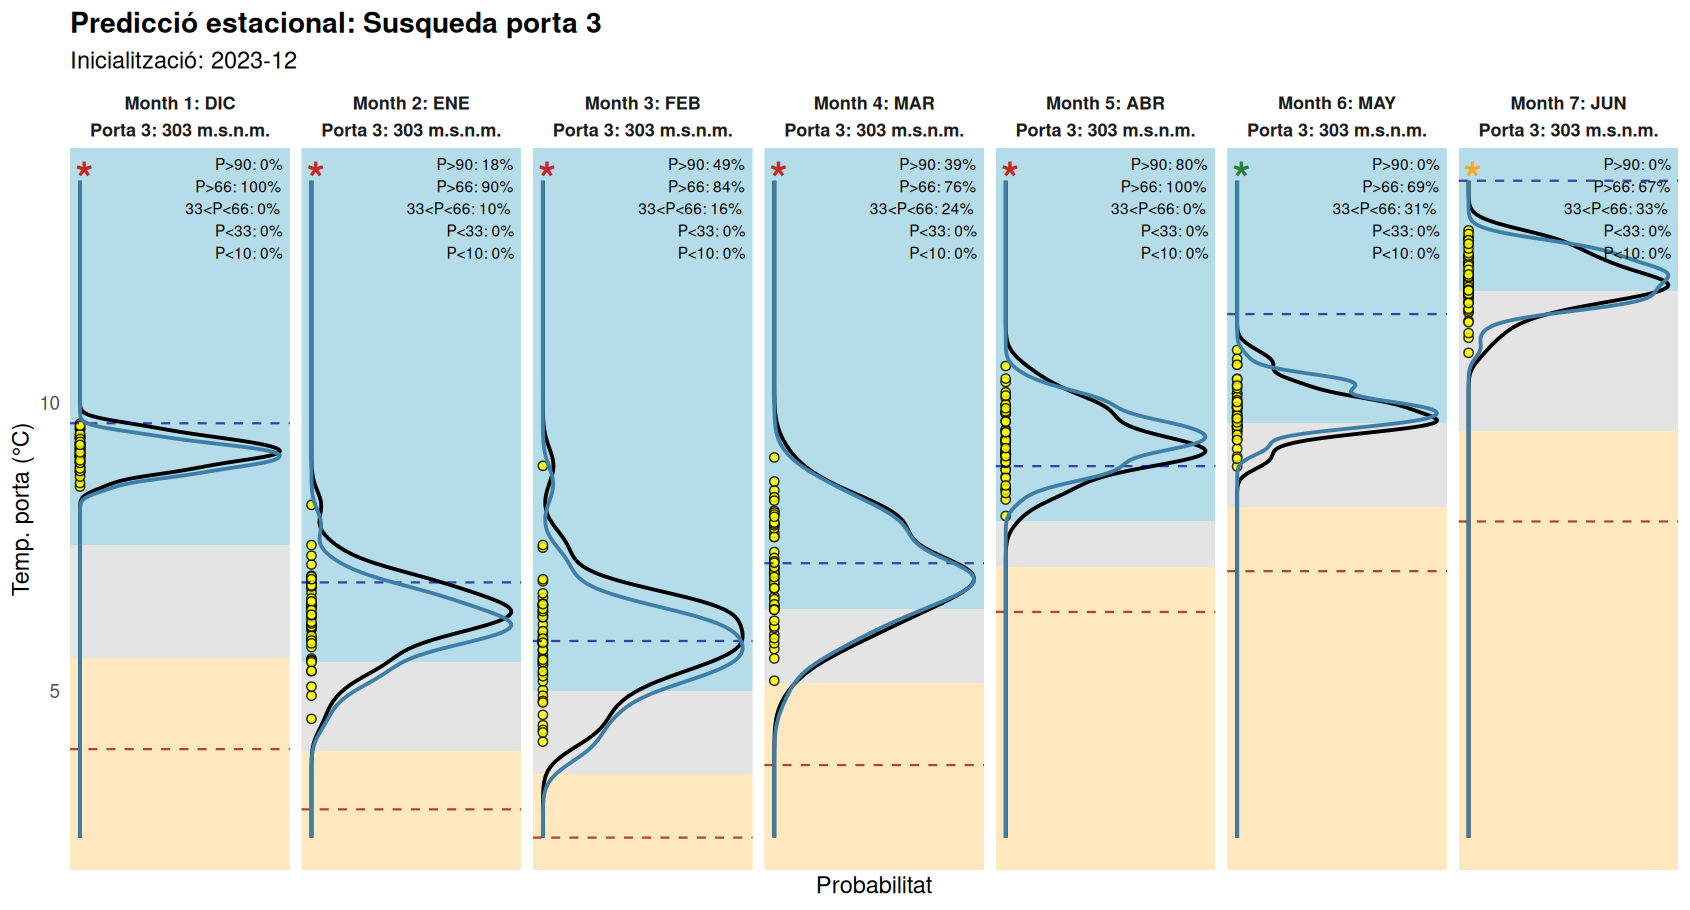 Predicció estacional: Susqueda porta 3
Inicialització: 2023-12
Month 1: DIC
Porta 3: 303 m.s.n.m.
Month 2: ENE
Porta 3: 303 m.s.n.m.
Month 3: FEB
Porta 3: 303 m.s.n.m.
Month 4: MAR
Porta 3: 303 m.s.n.m.
Month 5: ABR
Porta 3: 303 m.s.n.m.
Month 6: MAY
Porta 3: 303 m.s.n.m.
Month 7: JUN
Porta 3: 303 m.s.n.m.
*
P>90: 0%
P>66: 100%
33<P<66: 0%
P<33: 0%
P<10: 0%
*
P>90: 18%
P>66: 90%
33<P<66: 10%
P<33: 0%
P<10: 0%
*
P>90: 49%
P>66: 84%
33<P<66: 16%
P<33: 0%
P<10: 0%
*
P>90: 39%
P>66: 76%
33<P<66: 24%
P<33: 0%
P<10: 0%
*
P>90: 80%
P>66: 100%
33<P<66: 0%
P<33: 0%
P<10: 0%
*
P>90: 0%
P>66: 69%
33<P<66: 31%
P<33: 0%
P<10: 0%
*
P>90: 0%
P>66: 67%
33<P<66: 33%
P<33: 0%
P<10: 0%
10
5
Temp. porta (°C)
Probabilitat